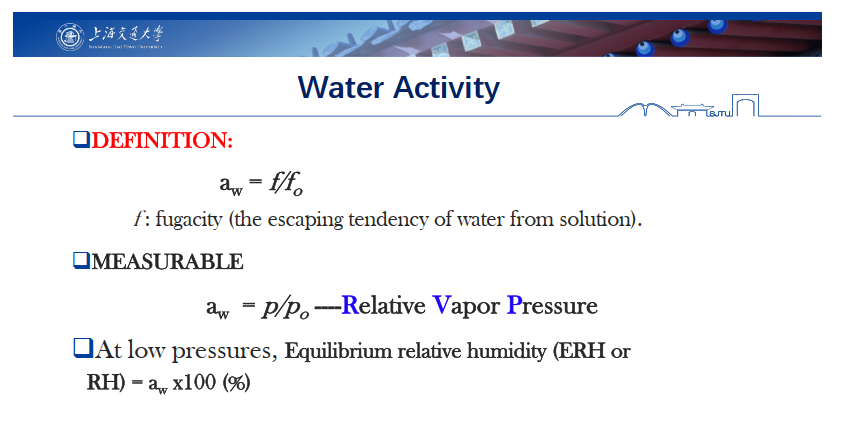 上海交通大学
SHANGHAI JIAO TONG UNIVERSITY
Water Activity
SJTU
❑DEFINITION:
a_w = f/f_o
f : fugacity (the escaping tendency of water from solution).
❑MEASURABLE
a_w = p/p_o ----Relative Vapor Pressure
❑At low pressures, Equilibrium relative humidity (ERH or
RH) = a_w x100 (%)